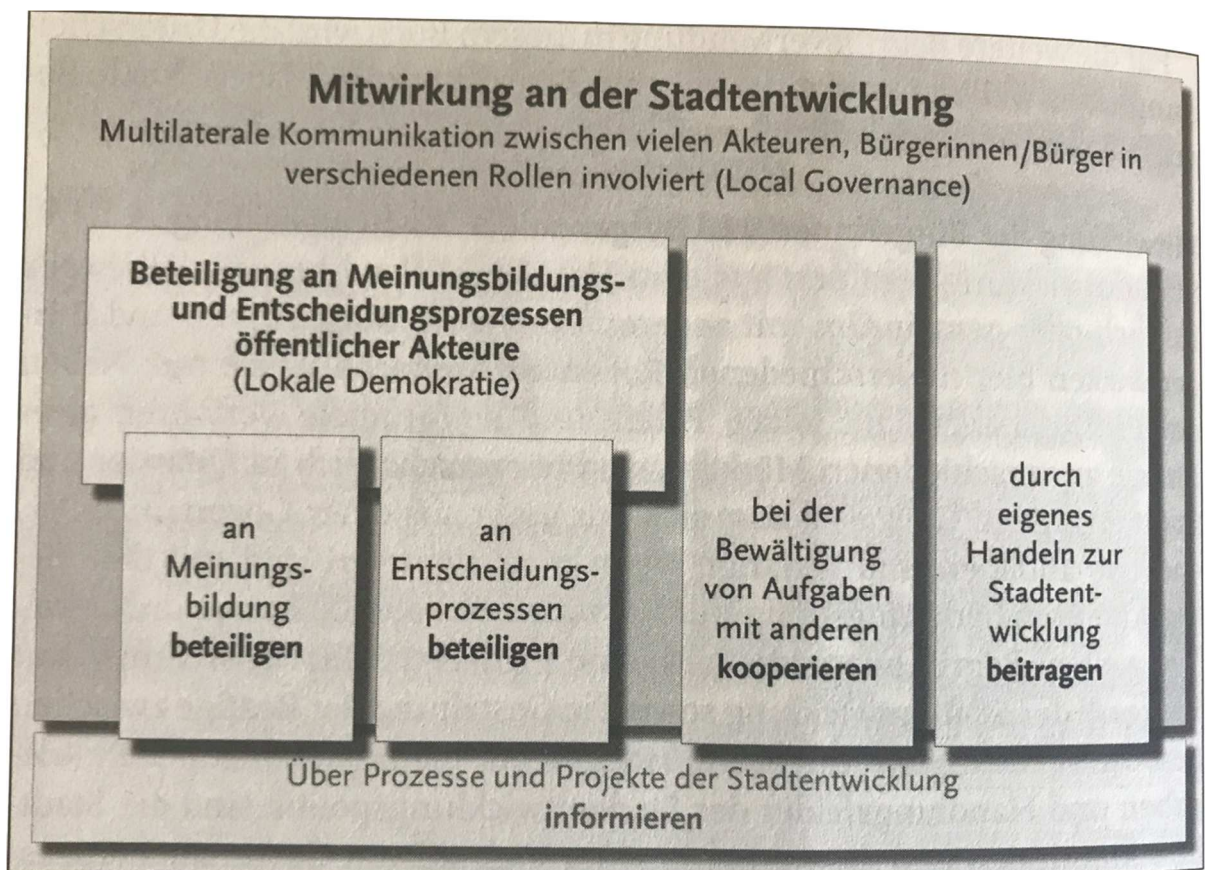 Mitwirkung an der Stadtentwicklung
Multilaterale Kommunikation zwischen vielen Akteuren, Bürgerinnen/Bürger in
verschiedenen Rollen involviert (Local Governance)
Beteiligung an Meinungsbildungs-
und Entscheidungsprozessen
öffentlicher Akteure
(Lokale Demokratie)
an
Meinungs-
bildung
beteiligen
an
Entscheidungs-
prozessen
beteiligen
bei der
Bewältigung
von Aufgaben
mit anderen
kooperieren
durch
eigenes
Handeln zur
Stadtent-
wicklung
beitragen
Über Prozesse und Projekte der Stadtentwicklung
informieren